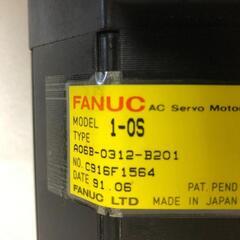 FANUC AC Servo Motor
MODEL 1-0S
TYPE A06B-0312-B201
NO. C916F1564
DATE 91.06
PAT. PEND
FANUC LTD MADE IN JAPAN